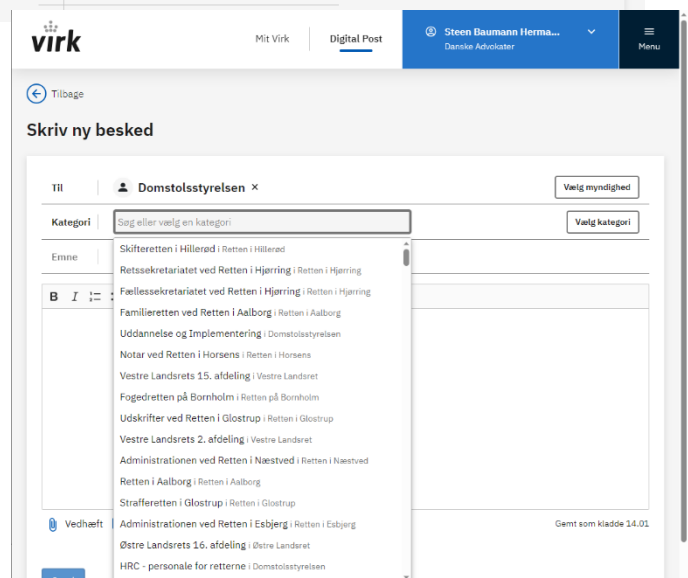 virk
Mit Virk
Digital Post
Steen Baumann Herma...
Danske Advokater
Menu
Tilbage
Skriv ny besked
Til
Domstolsstyrelsen ×
Vælg myndighed
Kategori
Søg eller vælg en kategori
Vælg kategori
Emne
Skifteretten i Hillerød i Retten i Hillerød
Retssekretariatet ved Retten i Hjørring i Retten i Hjørring
Fællessekretariatet ved Retten i Hjørring i Retten i Hjørring
B I
Familieretten ved Retten i Aalborg i Retten i Aalborg
Uddannelse og Implementering i Domstolsstyrelsen
Notar ved Retten i Horsens i Retten i Horsens
Vestre Landsrets 15. afdeling i Vestre Landsret
Fogedretten på Bornholm i Retten på Bornholm
Udskrifter ved Retten i Glostrup i Retten i Glostrup
Vestre Landsrets 2. afdeling i Vestre Landsret
Administrationen ved Retten i Næstved i Retten i Næstved
Retten i Aalborg i Retten i Aalborg
Strafferetten i Glostrup i Retten i Glostrup
Vedhæft
Administrationen ved Retten i Esbjerg i Retten i Esbjerg
Gemt som kladde 14.01
Østre Landsrets 16. afdeling i Østre Landsret
HRC - personale for retterne i Domstolsstyrelsen